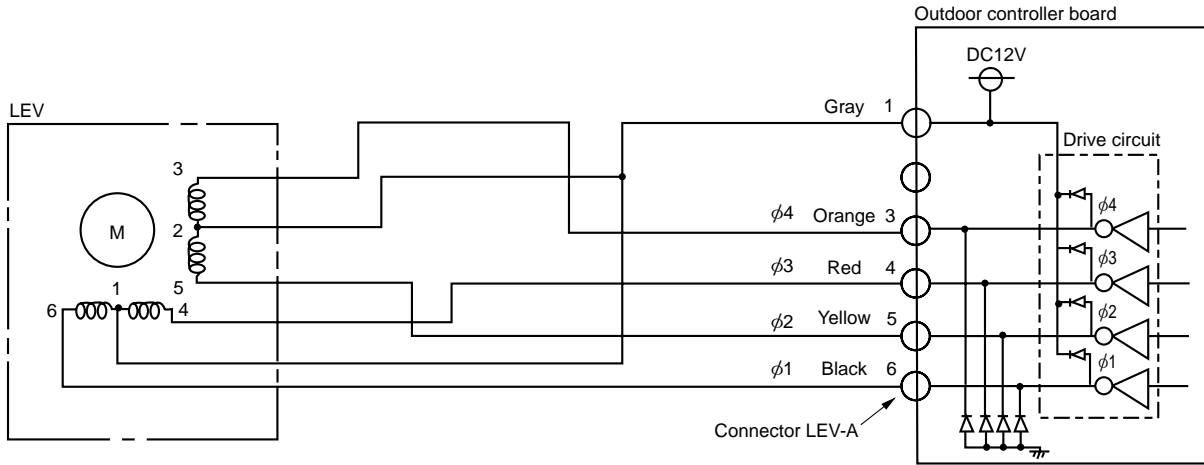 Outdoor controller board
DC12V
LEV
Gray 1
Drive circuit
3
ϕ4 Orange 3
ϕ4
M
2
ϕ3 Red 4
ϕ3
5
1
6
4
ϕ2 Yellow 5
ϕ2
ϕ1 Black 6
ϕ1
Connector LEV-A